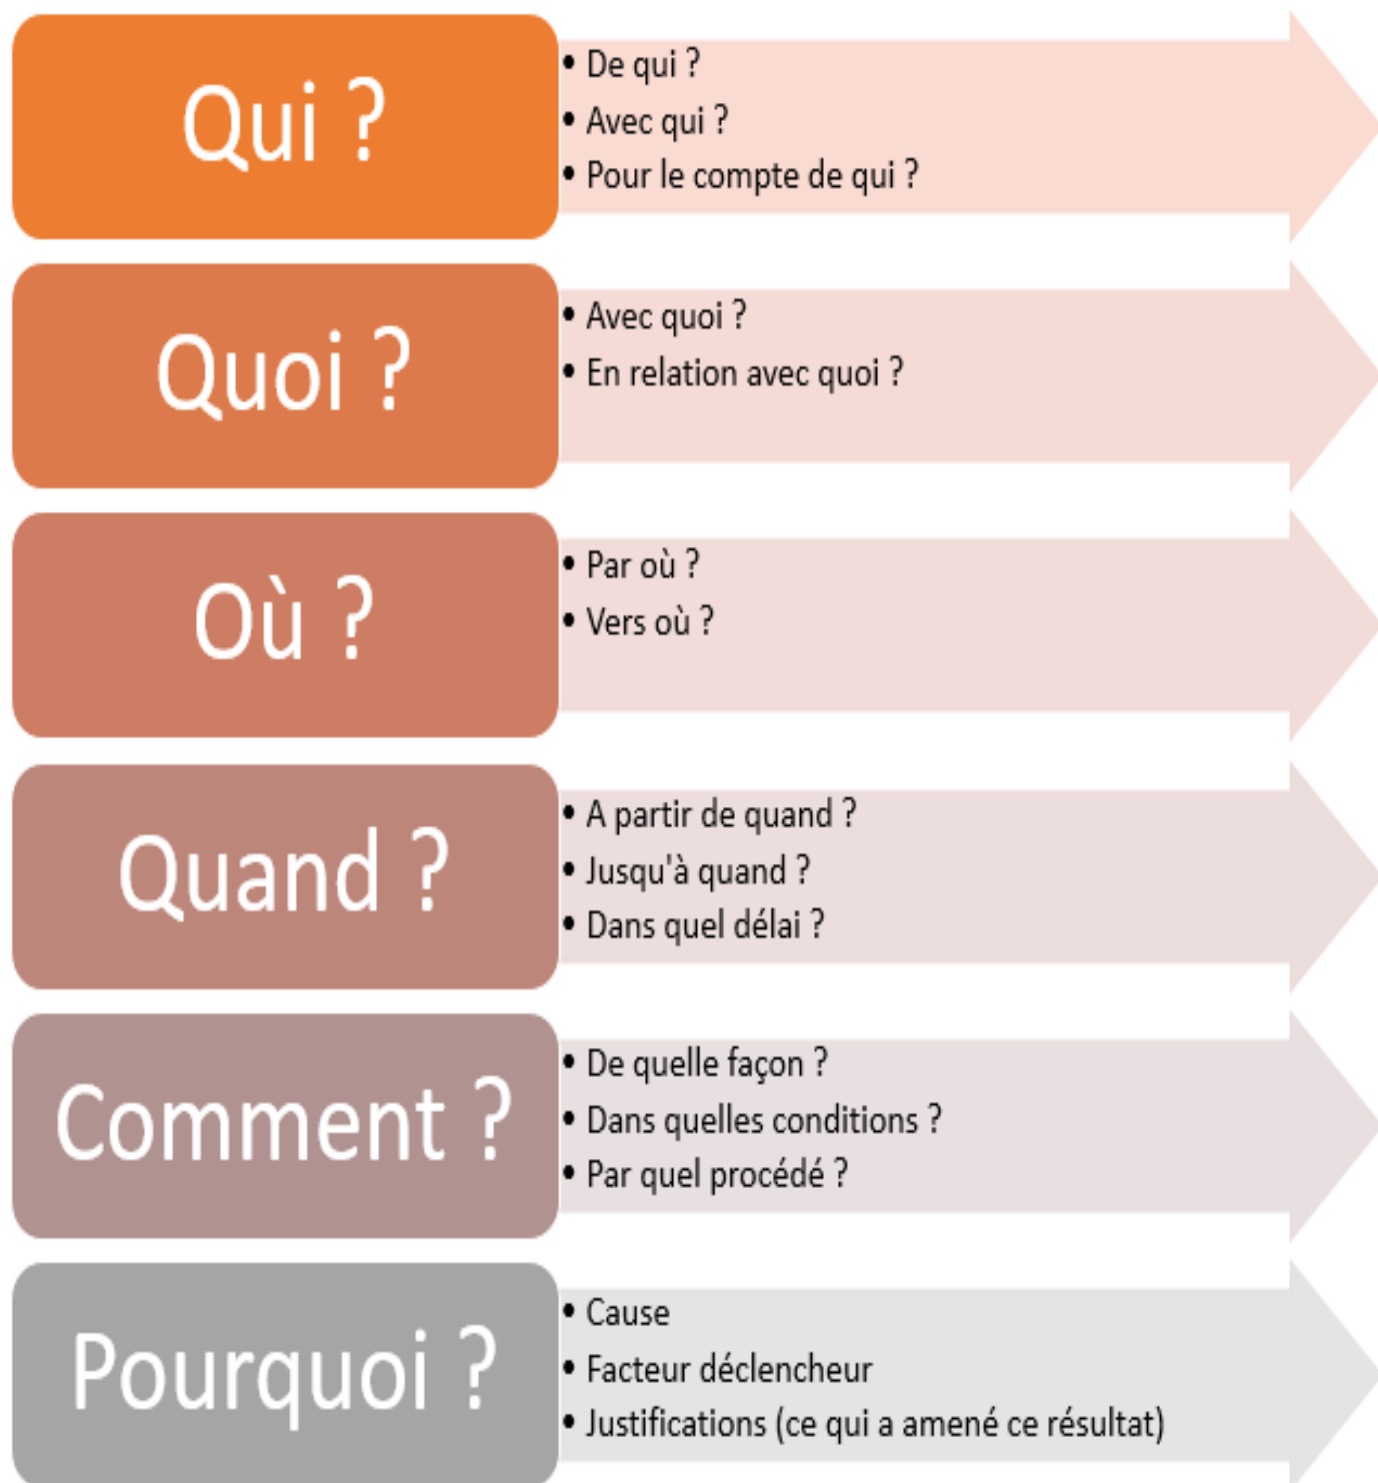 Qui ?
• De qui ?
• Avec qui ?
• Pour le compte de qui ?
Quoi ?
• Avec quoi ?
• En relation avec quoi ?
Où ?
• Par où ?
• Vers où ?
Quand ?
• A partir de quand ?
• Jusqu'à quand ?
• Dans quel délai ?
Comment ?
• De quelle façon ?
• Dans quelles conditions ?
• Par quel procédé ?
Pourquoi ?
• Cause
• Facteur déclencheur
• Justifications (ce qui a amené ce résultat)